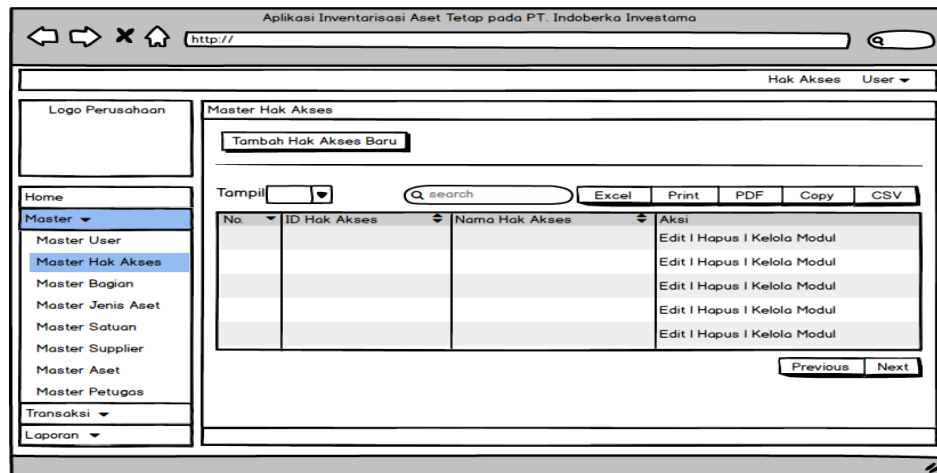 Aplikasi Inventarisasi Aset Tetap pada PT. Indoberka Investama
http://
Hak Akses User
Logo Perusahaan
Master Hak Akses
Tambah Hak Akses Baru
Home
Master
Master User
Master Hak Akses
Master Bagian
Master Jenis Aset
Master Satuan
Master Supplier
Master Aset
Master Petugas
Transaksi
Laporan
Tampil search Excel Print PDF Copy CSV
No. ID Hak Akses Nama Hak Akses Aksi
Edit | Hapus | Kelola Modul
Edit | Hapus | Kelola Modul
Edit | Hapus | Kelola Modul
Edit | Hapus | Kelola Modul
Edit | Hapus | Kelola Modul
Previous Next